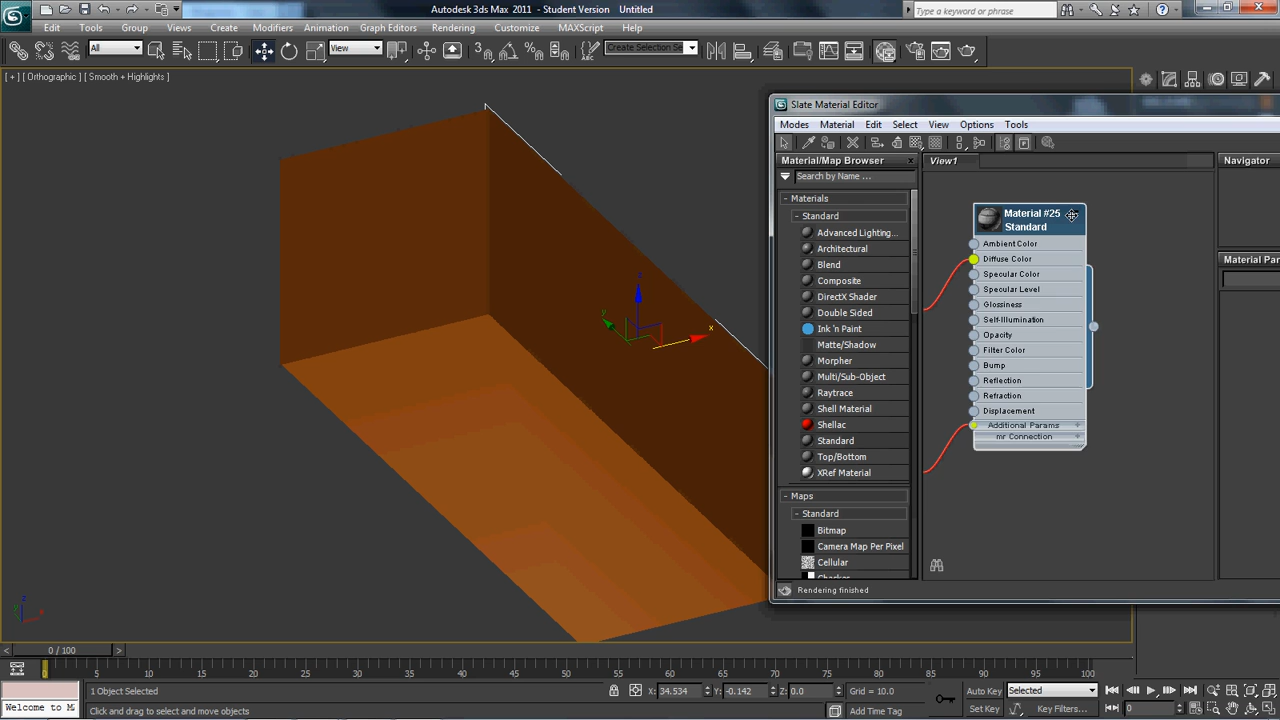 Autodesk 3ds Max 2011 - Student Version Untitled
Type a keyword or phrase
Edit Tools Group Views Create Modifiers Animation Graph Editors Rendering Customize MAXScript Help
All View Create Selection Se
[ + ] [ Orthographic ] [ Smooth + Highlights ]
Slate Material Editor
Modes Material Edit Select View Options Tools
Material/Map Browser
View1
Navigator
Search by Name ...
- Materials
- Standard
Advanced Lighting...
Architectural
Blend
Composite
DirectX Shader
Double Sided
Ink 'n Paint
Matte/Shadow
Morpher
Multi/Sub-Object
Raytrace
Shell Material
Shellac
Standard
Top/Bottom
XRef Material
- Maps
- Standard
Bitmap
Camera Map Per Pixel
Cellular
Checker
Material #25
Standard
Ambient Color
Diffuse Color
Specular Color
Specular Level
Glossiness
Self-Illumination
Opacity
Filter Color
Bump
Reflection
Refraction
Displacement
Additional Params +
mr Connection +
Material Par
Rendering finished
z
y
x
z
x
< 0 / 100 >
0 5 10 15 20 25 30 35 40 45 50 55 60 65 70 75 80 85 90 95 100
1 Object Selected X: 34.534 Y: -0.142 Z: 0.0 Grid = 10.0 Auto Key Selected
Welcome to M Click and drag to select and move objects Add Time Tag Set Key Key Filters... 0